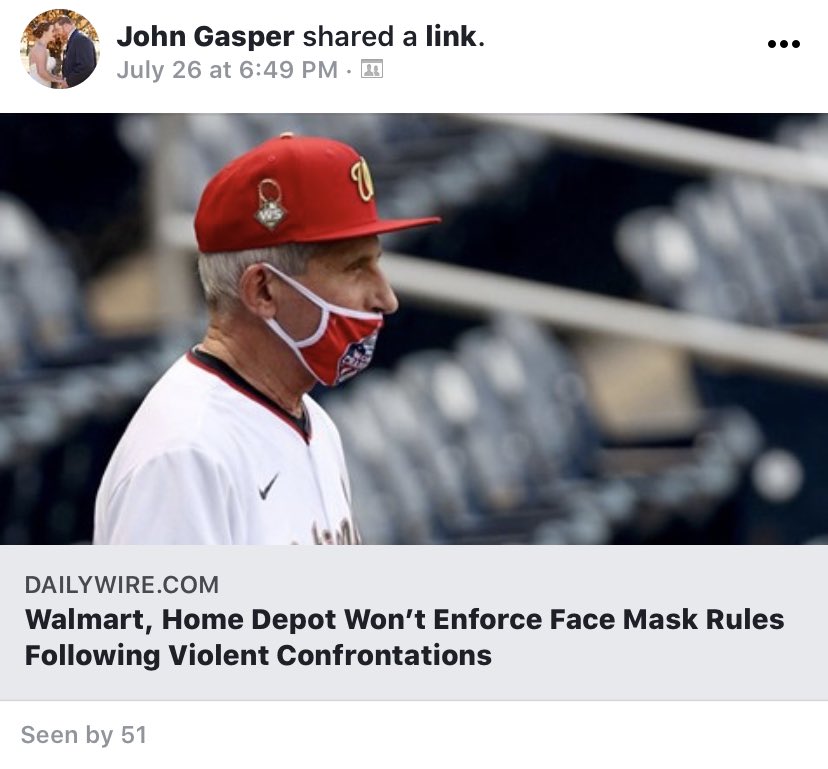 John Gasper shared a link.
July 26 at 6:49 PM ·
W
WS
DAILYWIRE.COM
Walmart, Home Depot Won’t Enforce Face Mask Rules
Following Violent Confrontations
Seen by 51